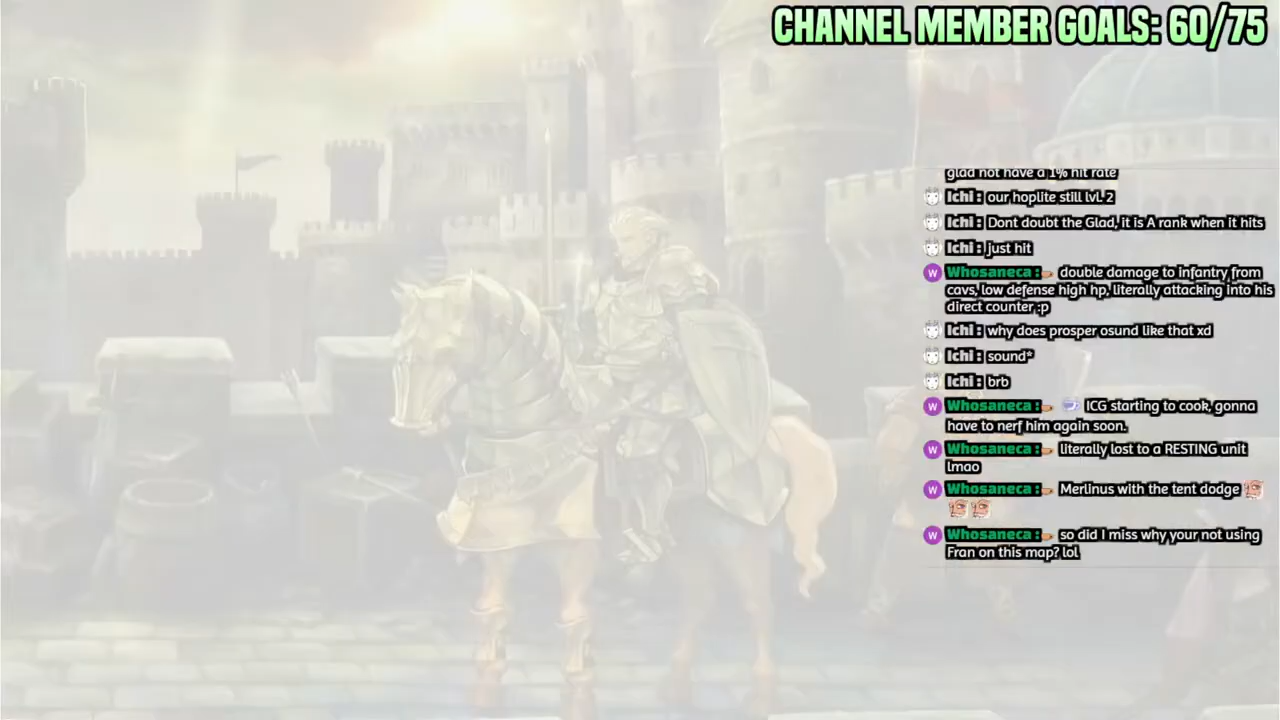 CHANNEL MEMBER GOALS: 60/75
glad not have a 1% hit rate
Ichi : our hoplite still lvl 2
Ichi : Dont doubt the Glad, it is A rank when it hits
Ichi : just hit
W Whosaneca : double damage to infantry from
cavs, low defense high hp, literally attacking into his
direct counter :p
Ichi : why does prosper osund like that xd
Ichi : sound*
Ichi : brb
W Whosaneca : ICG starting to cook, gonna
have to nerf him again soon.
W Whosaneca : literally lost to a RESTING unit
lmao
W Whosaneca : Merlinus with the tent dodge
W Whosaneca : so did I miss why your not using
Fran on this map? lol